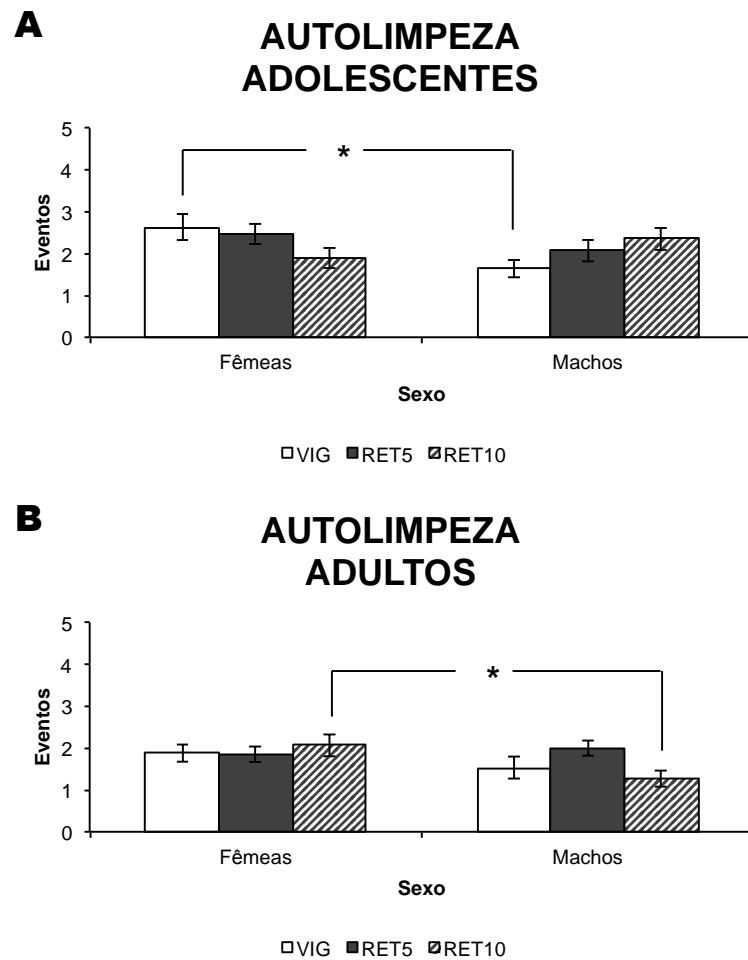 A
AUTOLIMPEZA
ADOLESCENTES
5
4
3
2
1
0
Eventos
*
Fêmeas
Machos
Sexo
VIG RET5 RET10
B
AUTOLIMPEZA
ADULTOS
5
4
3
2
1
0
Eventos
*
Fêmeas
Machos
Sexo
VIG RET5 RET10